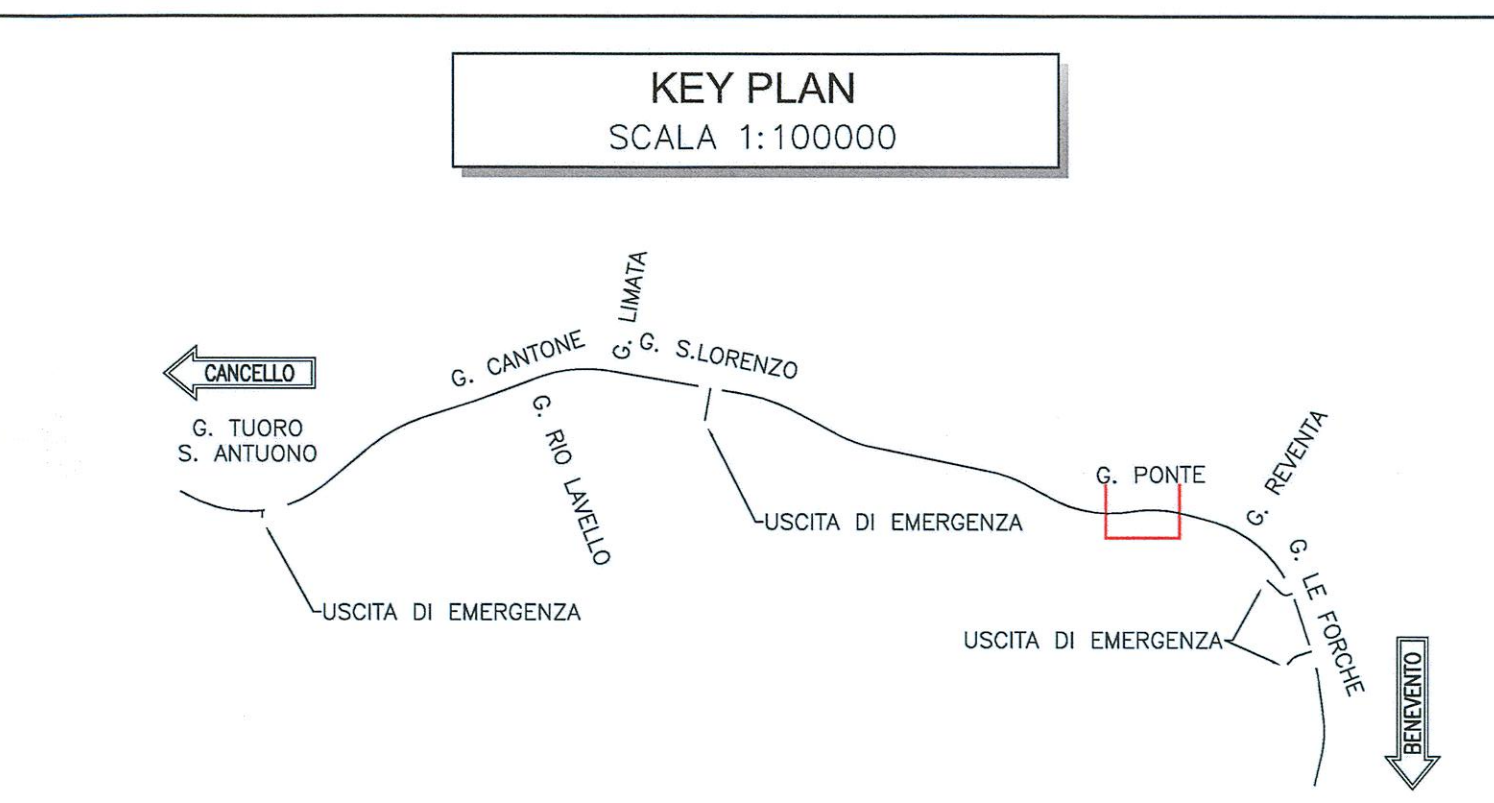 KEY PLAN
SCALA 1:100000
CANCELLO
G. TUORO
S. ANTUONO
G. CANTONE
G. LIMATA
G. S.LORENZO
G. RIO LAVELLO
USCITA DI EMERGENZA
USCITA DI EMERGENZA
G. PONTE
G. REVENTA
G. LE FORCHE
USCITA DI EMERGENZA
BENEVENTO